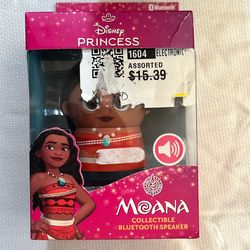 Bluetooth
Disney
PRINCESS
1604 ELECTRONIC
ASSORTED
$15.39
MOANA
COLLECTIBLE
BLUETOOTH SPEAKER